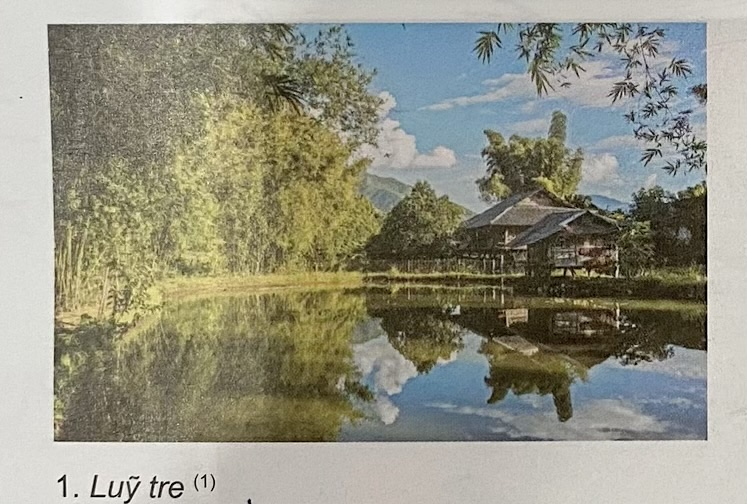 1. Luỹ tre (1)